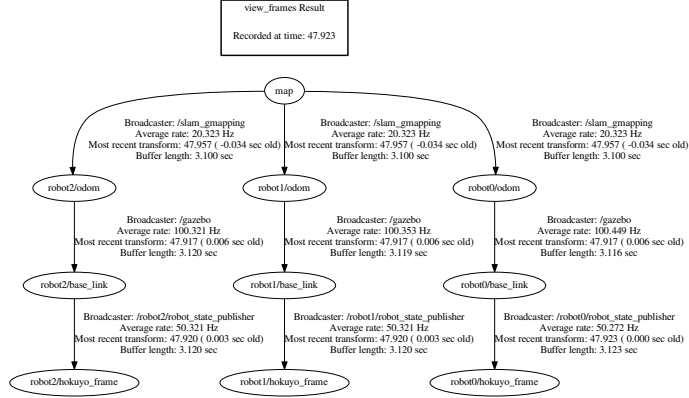 view_frames Result
Recorded at time: 47.923
map
Broadcaster: /slam_gmapping
Average rate: 20.323 Hz
Most recent transform: 47.957 ( -0.034 sec old)
Buffer length: 3.100 sec
Broadcaster: /slam_gmapping
Average rate: 20.323 Hz
Most recent transform: 47.957 ( -0.034 sec old)
Buffer length: 3.100 sec
Broadcaster: /slam_gmapping
Average rate: 20.323 Hz
Most recent transform: 47.957 ( -0.034 sec old)
Buffer length: 3.100 sec
robot2/odom
robot1/odom
robot0/odom
Broadcaster: /gazebo
Average rate: 100.321 Hz
Most recent transform: 47.917 ( 0.006 sec old)
Buffer length: 3.120 sec
Broadcaster: /gazebo
Average rate: 100.353 Hz
Most recent transform: 47.917 ( 0.006 sec old)
Buffer length: 3.119 sec
Broadcaster: /gazebo
Average rate: 100.449 Hz
Most recent transform: 47.917 ( 0.006 sec old)
Buffer length: 3.116 sec
robot2/base_link
robot1/base_link
robot0/base_link
Broadcaster: /robot2/robot_state_publisher
Average rate: 50.321 Hz
Most recent transform: 47.920 ( 0.003 sec old)
Buffer length: 3.120 sec
Broadcaster: /robot1/robot_state_publisher
Average rate: 50.321 Hz
Most recent transform: 47.920 ( 0.003 sec old)
Buffer length: 3.120 sec
Broadcaster: /robot0/robot_state_publisher
Average rate: 50.272 Hz
Most recent transform: 47.923 ( 0.000 sec old)
Buffer length: 3.123 sec
robot2/hokuyo_frame
robot1/hokuyo_frame
robot0/hokuyo_frame